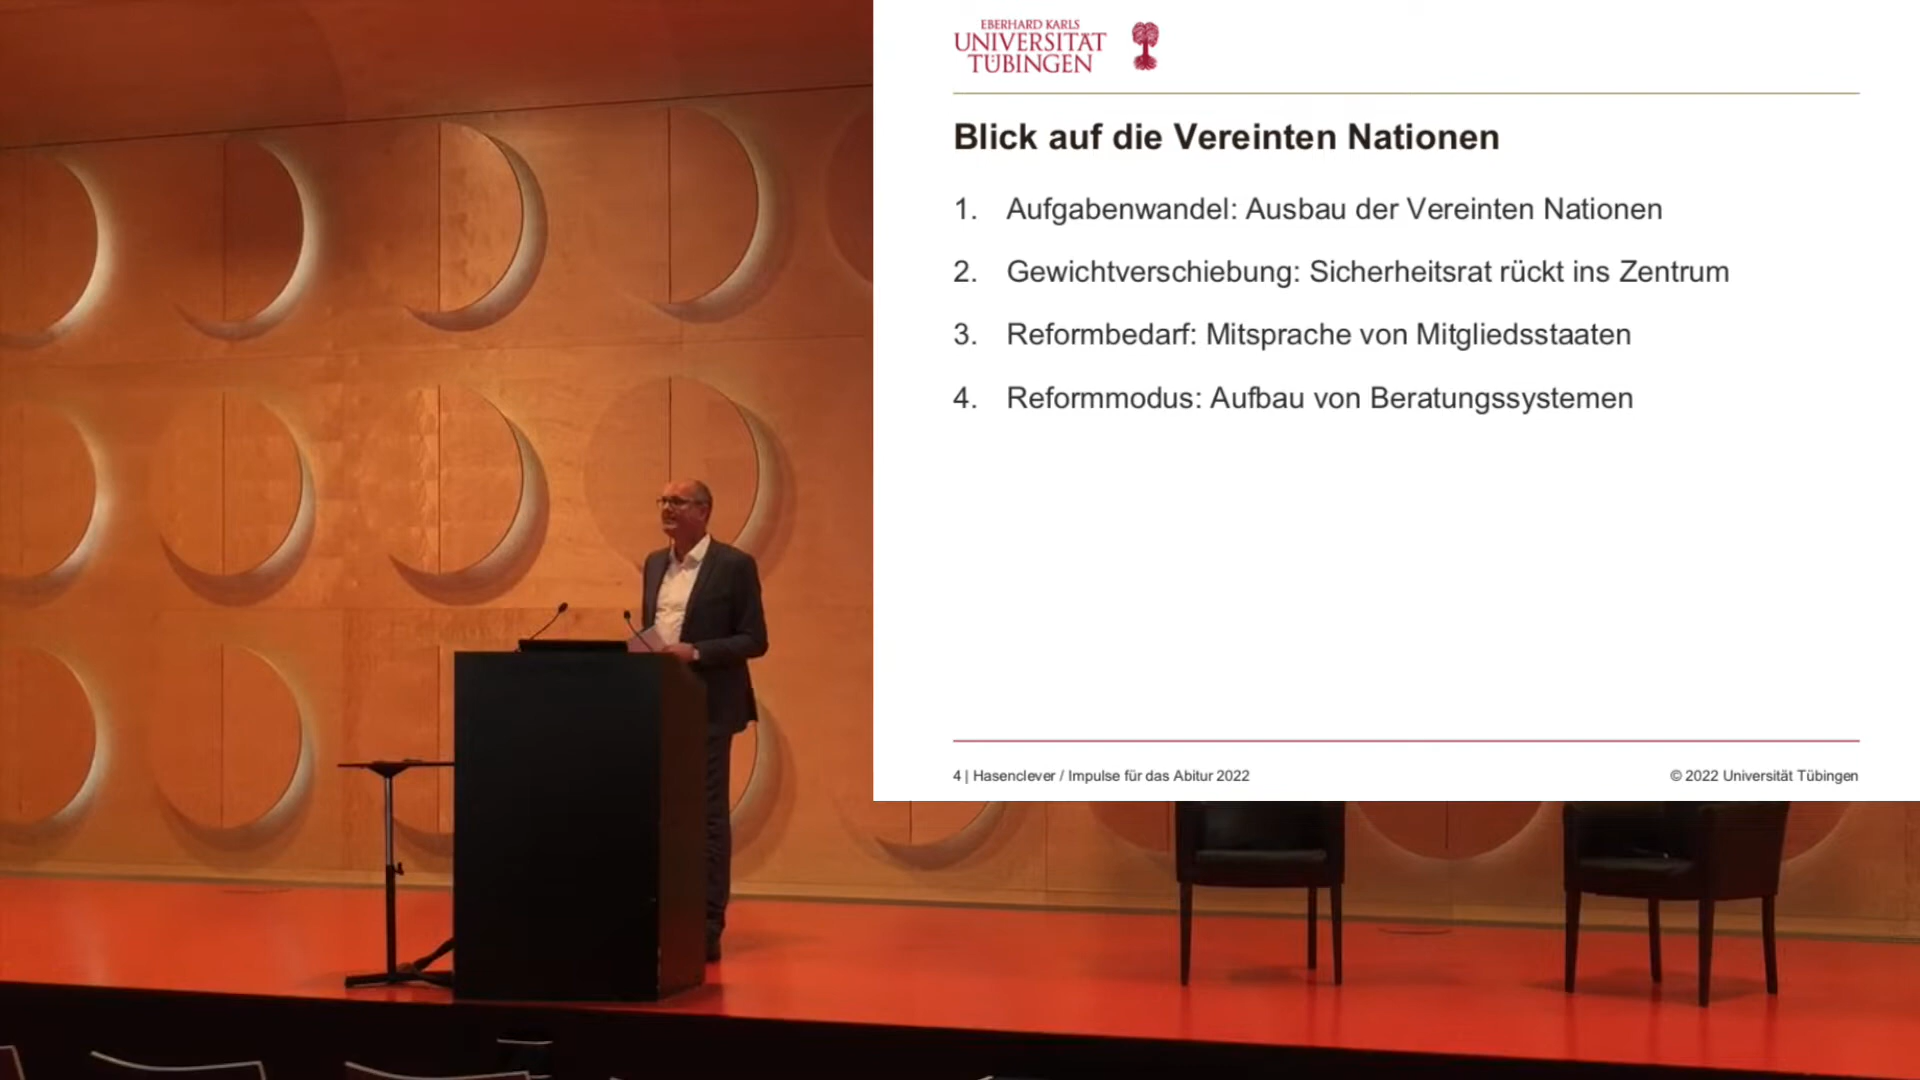 EBERHARD KARLS
UNIVERSITÄT
TÜBINGEN
Blick auf die Vereinten Nationen
1. Aufgabenwandel: Ausbau der Vereinten Nationen
2. Gewichtverschiebung: Sicherheitsrat rückt ins Zentrum
3. Reformbedarf: Mitsprache von Mitgliedsstaaten
4. Reformmodus: Aufbau von Beratungssystemen
4 | Hasenclever / Impulse für das Abitur 2022
© 2022 Universität Tübingen